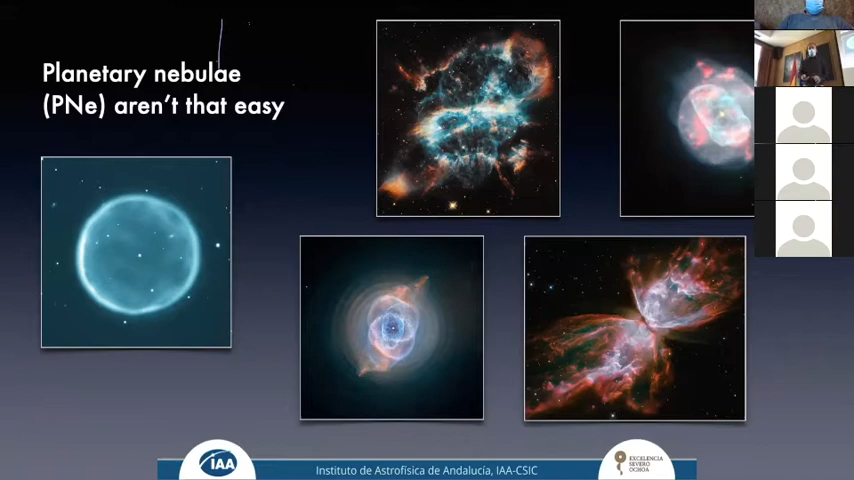 Planetary nebulae
(PNe) aren't that easy
IAA
Instituto de Astrofísica de Andalucía, IAA-CSIC
EXCELENCIA
SEVERO
OCHOA